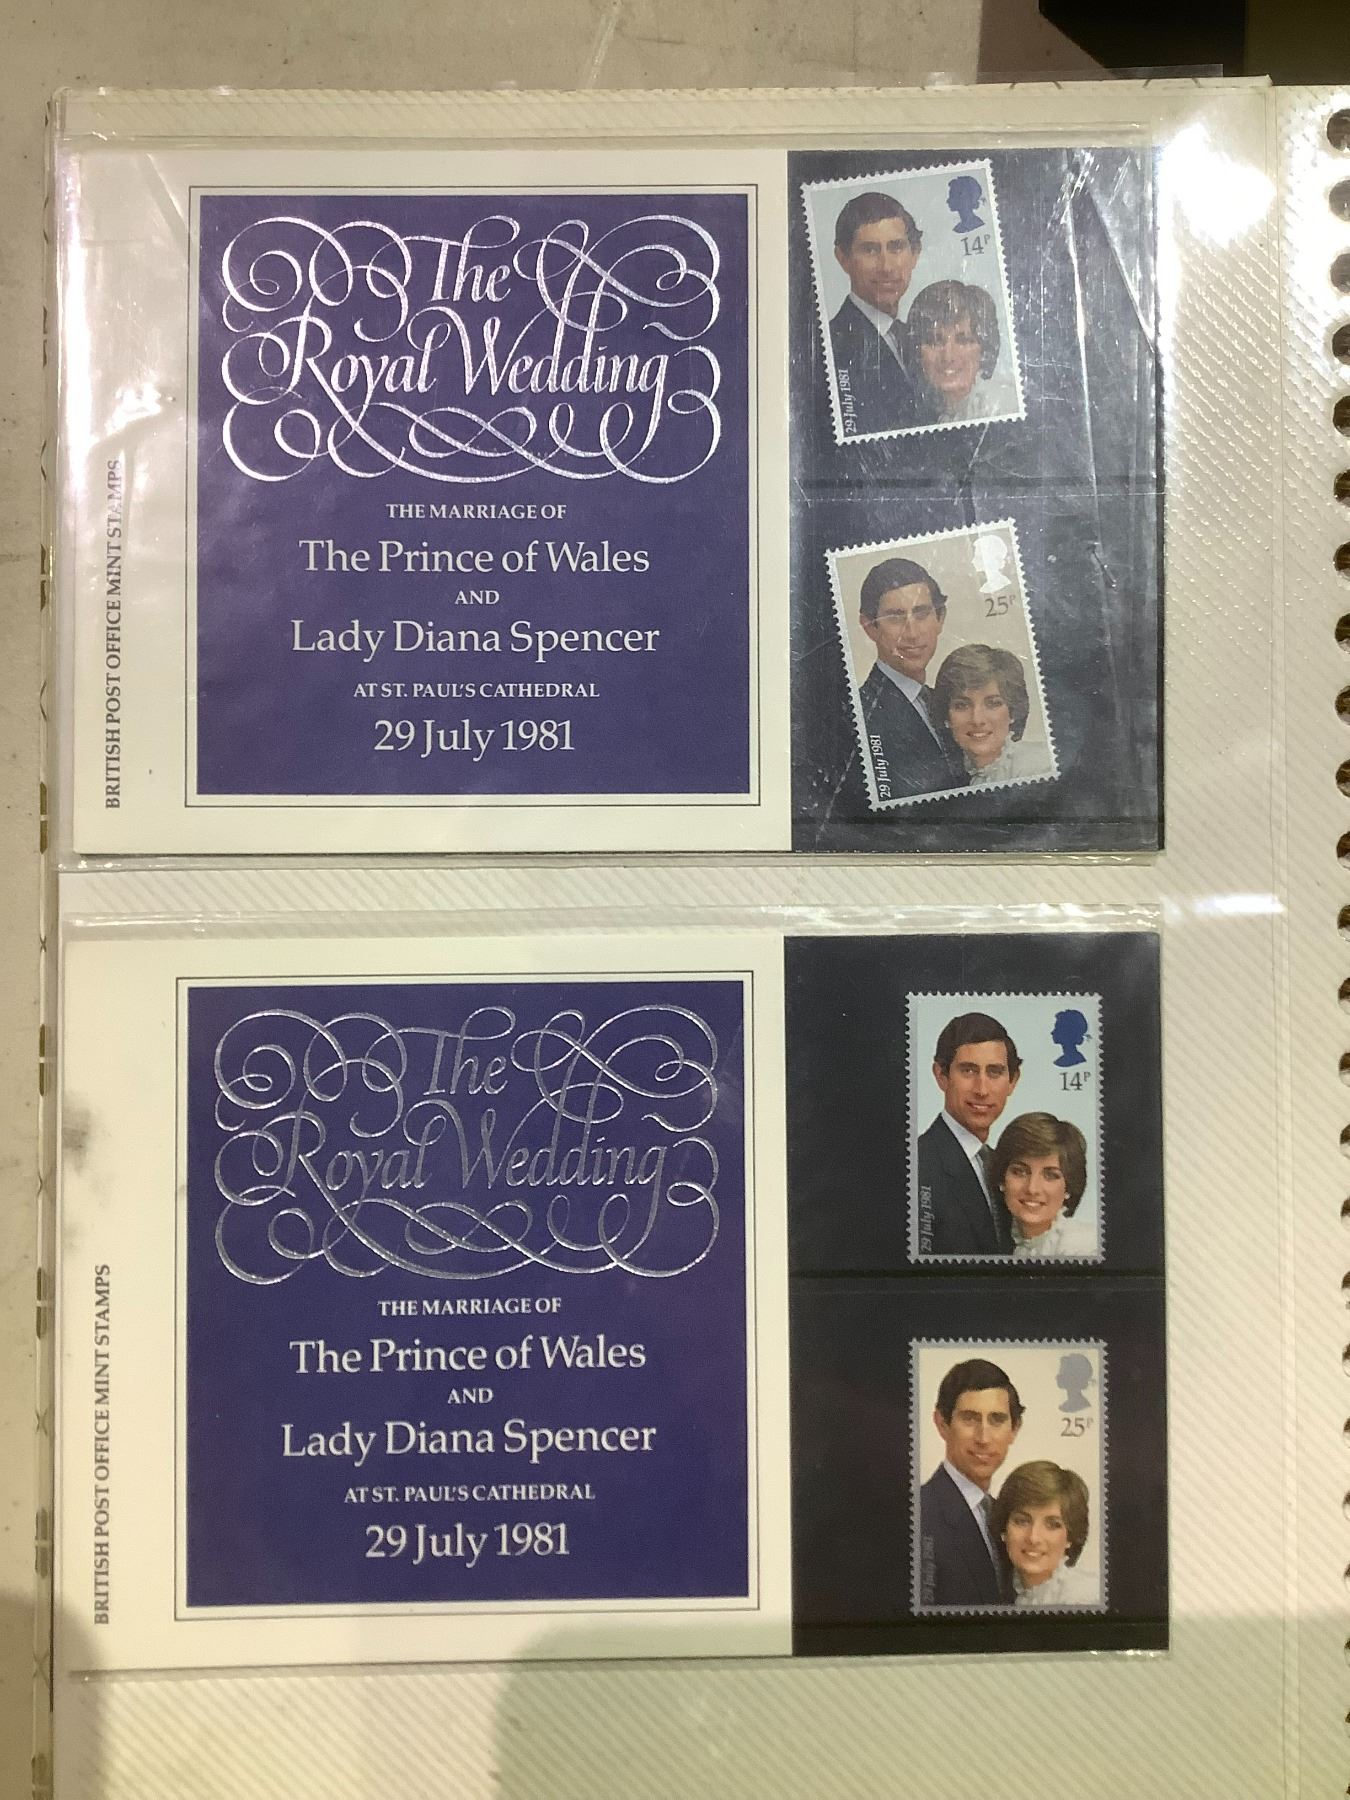 BRITISH POST OFFICE MINT STAMPS
The
Royal Wedding
THE MARRIAGE OF
The Prince of Wales
AND
Lady Diana Spencer
AT ST. PAUL'S CATHEDRAL
29 July 1981
14P
29 July 1981
25P
29 July 1981
BRITISH POST OFFICE MINT STAMPS
The
Royal Wedding
THE MARRIAGE OF
The Prince of Wales
AND
Lady Diana Spencer
AT ST. PAUL'S CATHEDRAL
29 July 1981
14P
29 July 1981
25P
29 July 1981